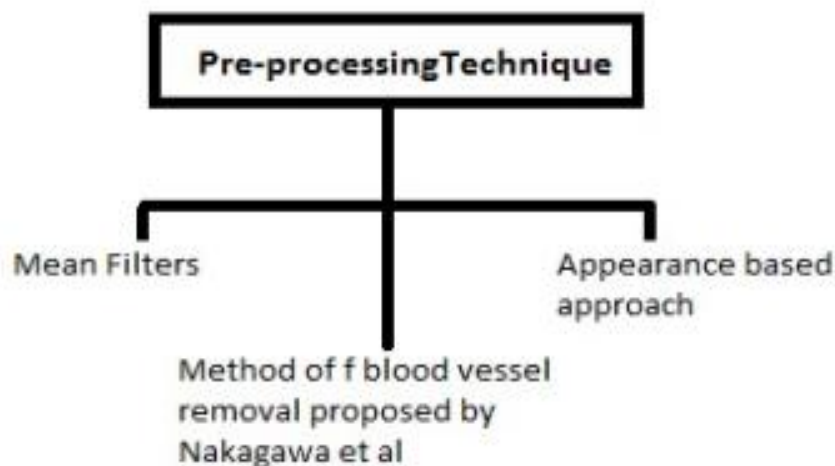 Pre-processingTechnique
Mean Filters
Appearance based
approach
Method of f blood vessel
removal proposed by
Nakagawa et al